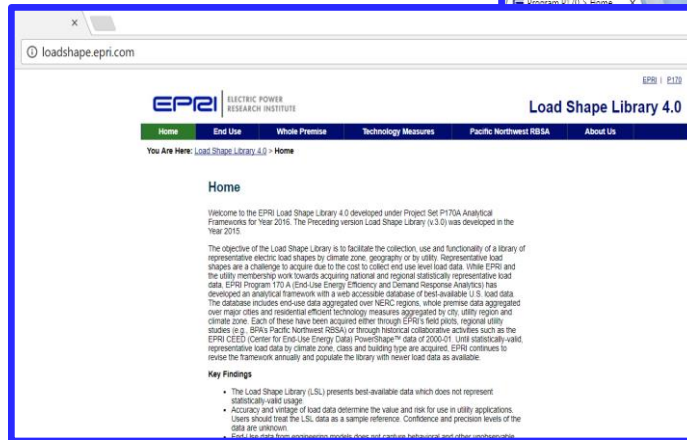 Program P170 > Home X
x
loadshape.epri.com
EPRI | P170
EPRI ELECTRIC POWER
RESEARCH INSTITUTE
Load Shape Library 4.0
Home End Use Whole Premise Technology Measures Pacific Northwest RBSA About Us
You Are Here: Load Shape Library 4.0 > Home
Home
Welcome to the EPRI Load Shape Library 4.0 developed under Project Set P170A Analytical
Frameworks for Year 2016. The Preceding version Load Shape Library (v.3.0) was developed in the
Year 2015.
The objective of the Load Shape Library is to facilitate the collection, use and functionality of a library of
representative electric load shapes by climate zone, geography or by utility. Representative load
shapes are a challenge to acquire due to the cost to collect end use level load data. While EPRI and
the utility membership work towards acquiring national and regional statistically representative load
data, EPRI Program 170 A (End-Use Energy Efficiency and Demand Response Analytics) has
developed an analytical framework with a web accessible database of best-available U.S. load data.
The database includes end-use data aggregated over NERC regions, whole premise data aggregated
over major cities and residential efficient technology measures aggregated by city, utility region and
climate zone. Each of these have been acquired either through EPRI's field pilots, regional utility
studies (e.g., BPA's Pacific Northwest RBSA) or through historical collaborative activities such as the
EPRI CEED (Center for End-Use Energy Data) PowerShape™ data of 2000-01. Until statistically-valid,
representative load data by climate zone, class and building type are acquired, EPRI continues to
revise the framework annually and populate the library with newer load data as available.
Key Findings
• The Load Shape Library (LSL) presents best-available data which does not represent
statistically-valid usage.
• Accuracy and vintage of load data determine the value and risk for use in utility applications.
Users should treat the LSL data as a sample reference. Confidence and precision levels of the
data are unknown.
• End-Use data from engineering models does not capture behavioral and other unobservable